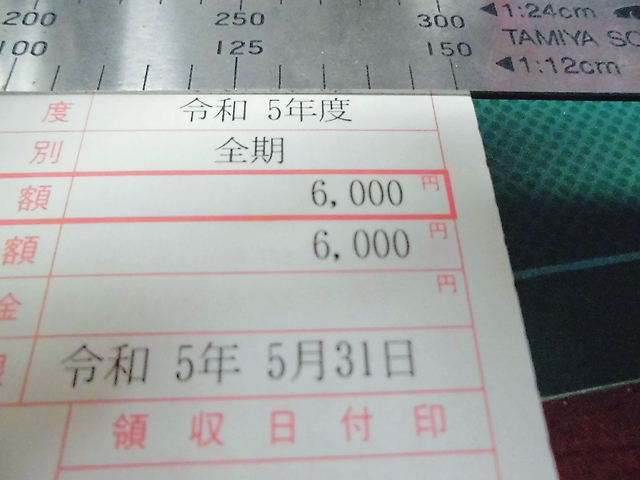 200 250 300 ◀1:24cm
100 125 150 TAMIYA SC
◀1:12cm
度 令和 5年度
別 全期
額 6,000 円
額 6,000 円
金 円
令和 5年 5月31日
領収日付印